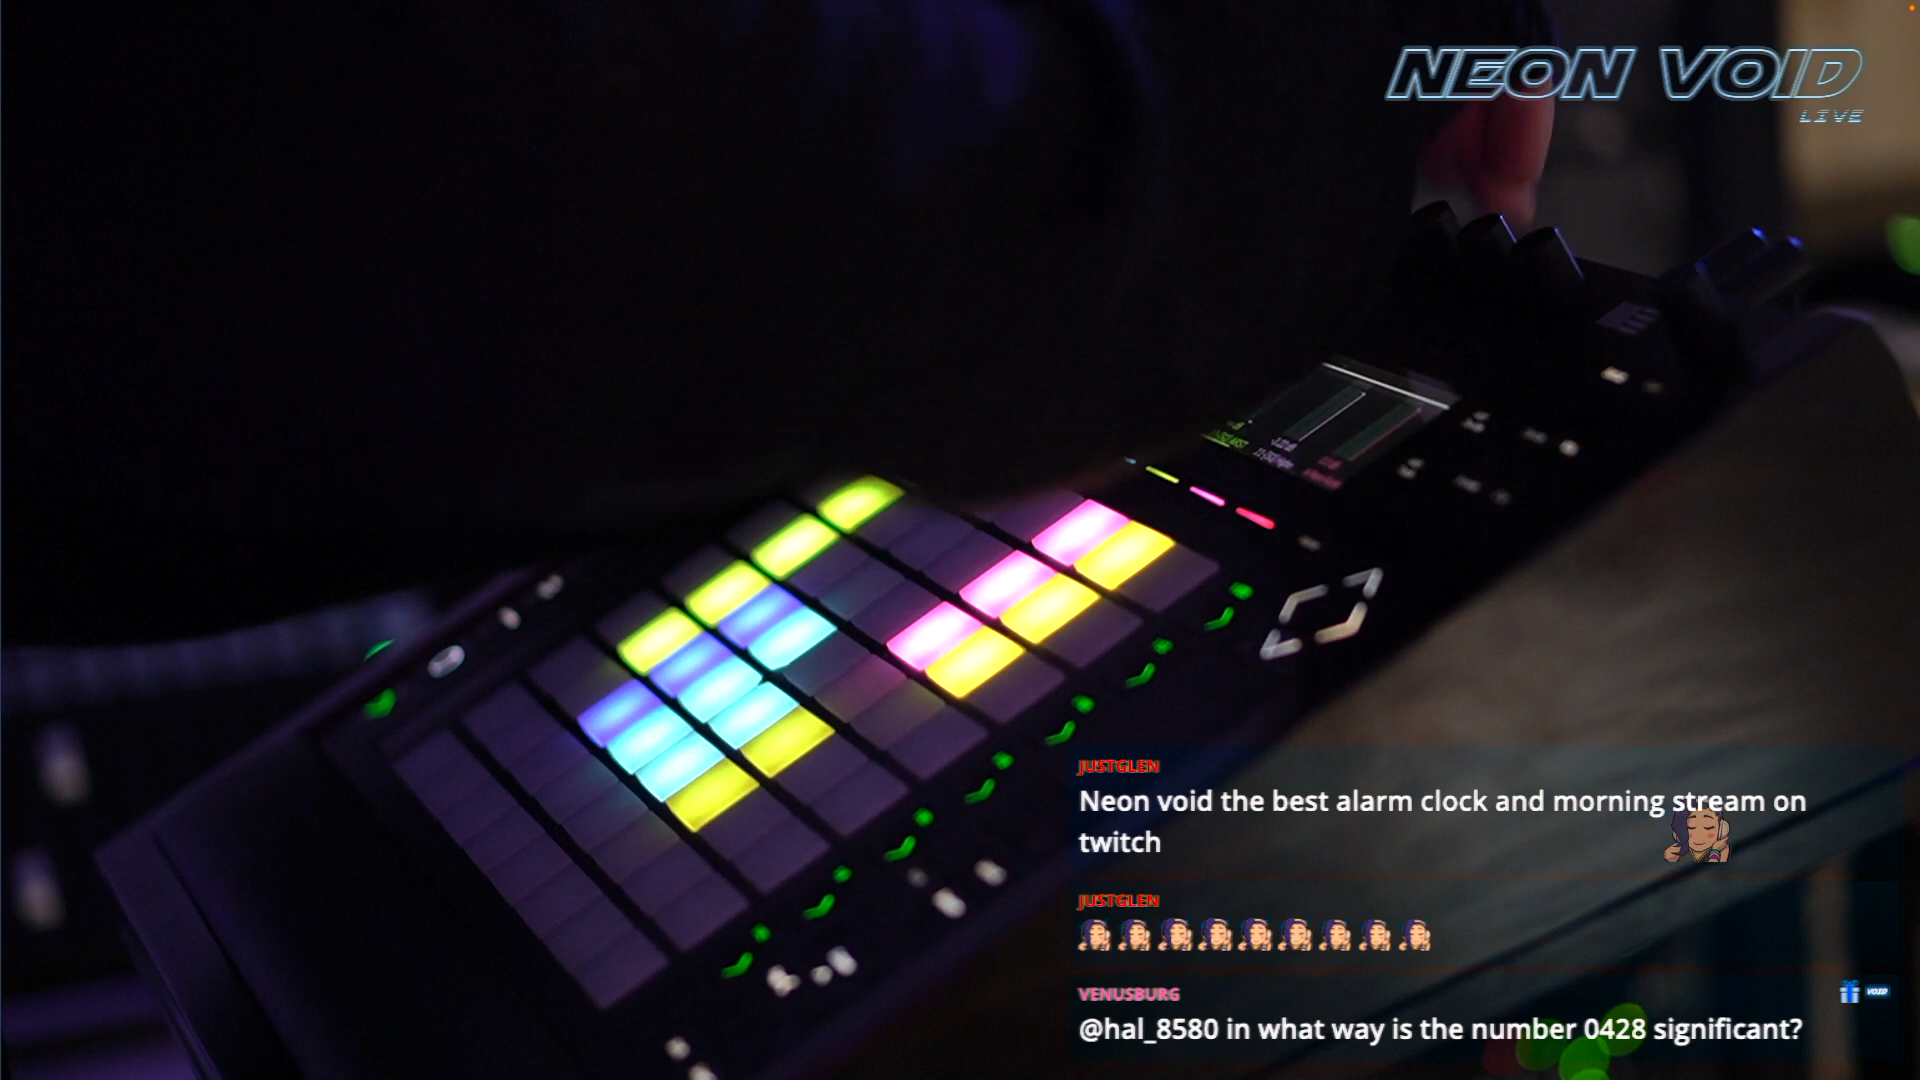 NEON VOID
LIVE
JUSTGLEN
Neon void the best alarm clock and morning stream on
twitch
JUSTGLEN
VENUSBURG
VOID
@hal_8580 in what way is the number 0428 significant?